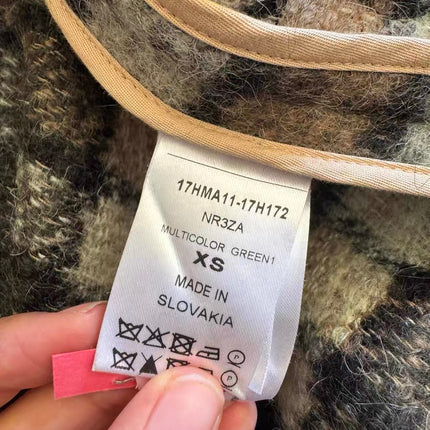 17HMA11-17H172
NR3ZA
MULTICOLOR GREEN1
XS
MADE IN
SLOVAKIA
P
P